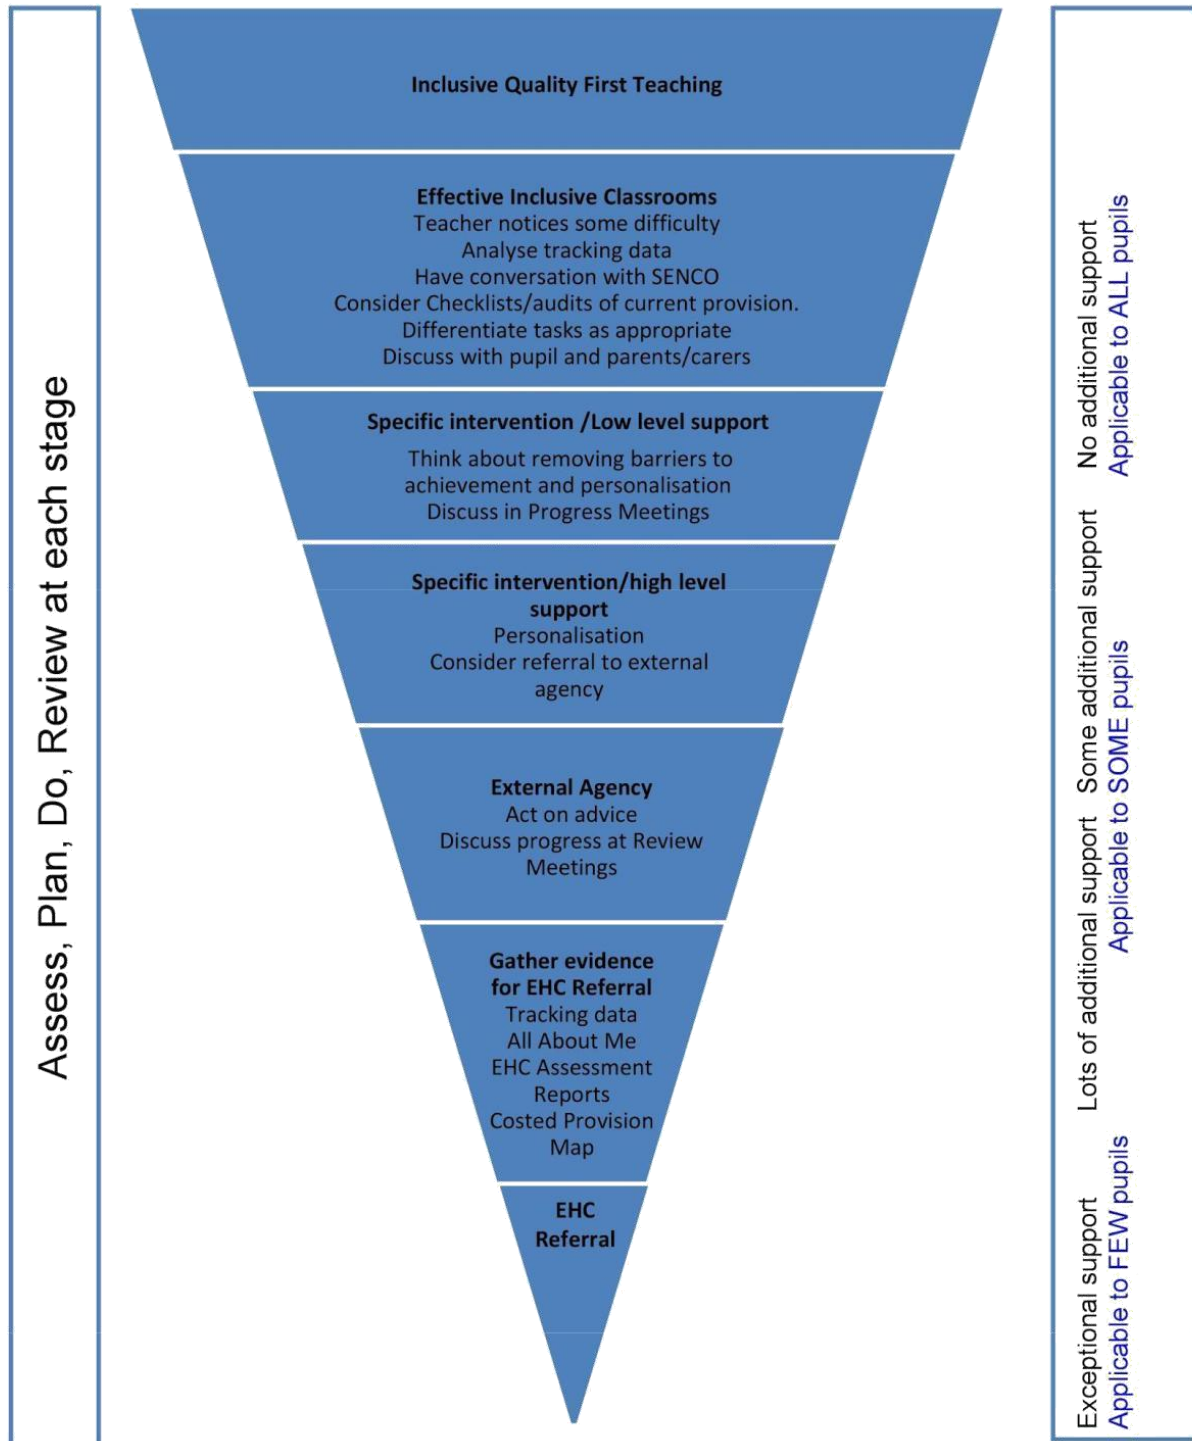 Assess, Plan, Do, Review at each stage
Inclusive Quality First Teaching
Effective Inclusive Classrooms
Teacher notices some difficulty
Analyse tracking data
Have conversation with SENCO
Consider Checklists/audits of current provision.
Differentiate tasks as appropriate
Discuss with pupil and parents/carers
Specific intervention /Low level support
Think about removing barriers to
achievement and personalisation
Discuss in Progress Meetings
Specific intervention/high level
support
Personalisation
Consider referral to external
agency
External Agency
Act on advice
Discuss progress at Review
Meetings
Gather evidence
for EHC Referral
Tracking data
All About Me
EHC Assessment
Reports
Costed Provision
Map
EHC
Referral
No additional support
Applicable to ALL pupils
Some additional support
Lots of additional support
Applicable to SOME pupils
Exceptional support
Applicable to FEW pupils